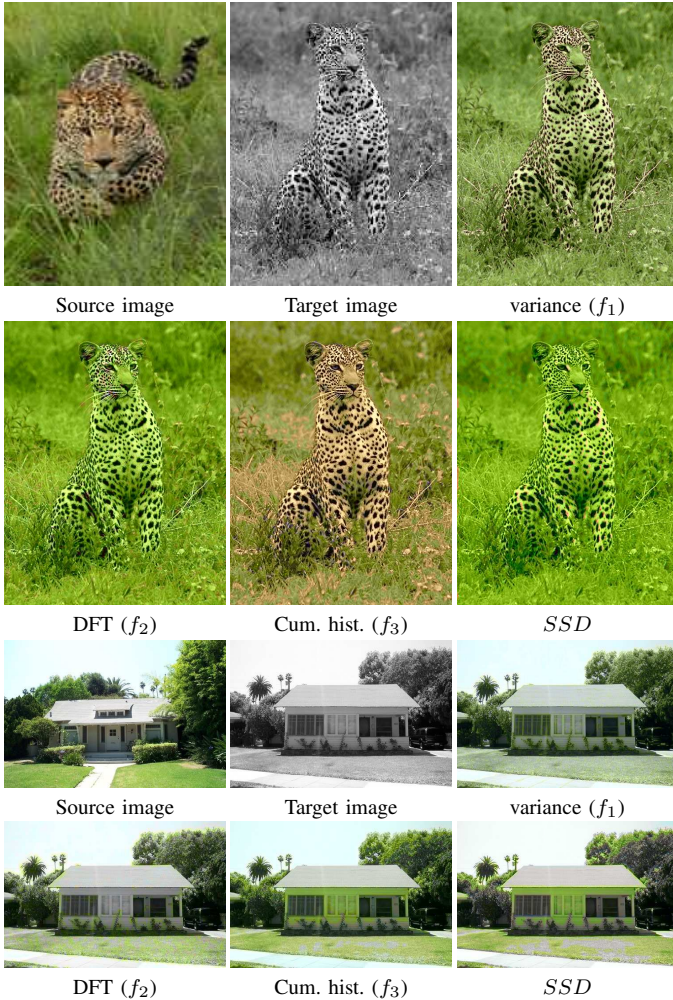 Source image
Target image
variance (f₁)
DFT (f₂)
Cum. hist. (f₃)
SSD
Source image
Target image
variance (f₁)
DFT (f₂)
Cum. hist. (f₃)
SSD